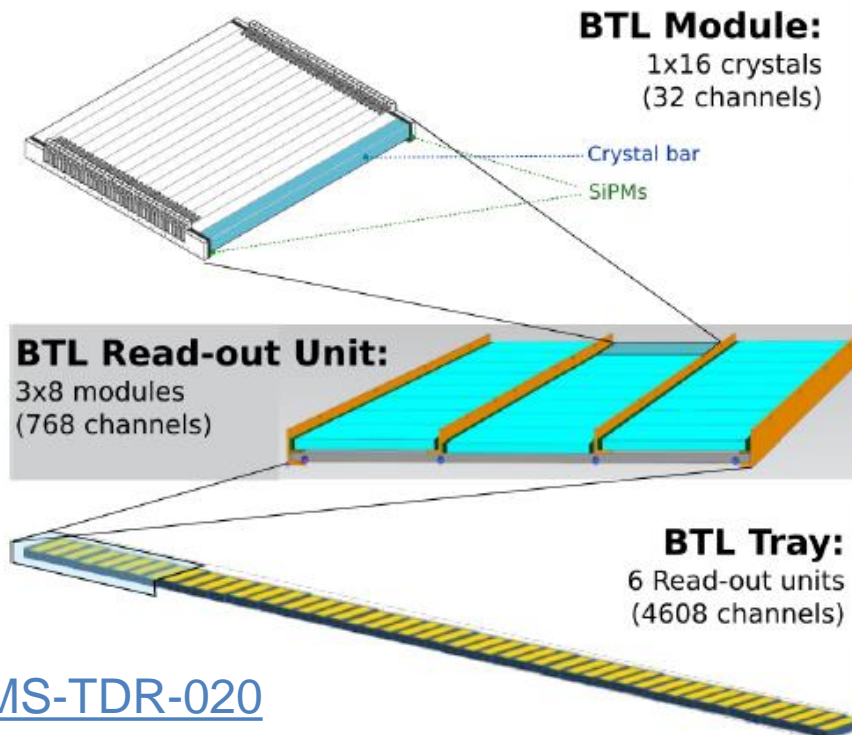 BTL Module:
1x16 crystals
(32 channels)
Crystal bar
SiPMs
BTL Read-out Unit:
3x8 modules
(768 channels)
BTL Tray:
6 Read-out units
(4608 channels)
MS-TDR-020